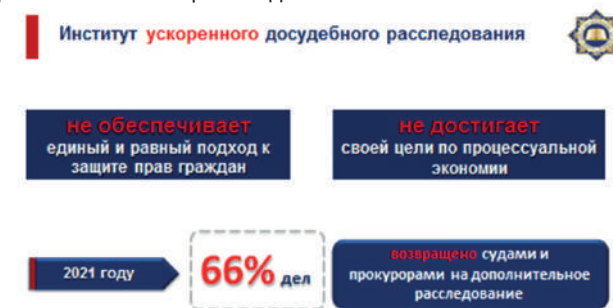 Институт ускоренного досудебного расследования
не обеспечивает
единый и равный подход к
защите прав граждан
не достигает
своей цели по процессуальной
экономии
2021 году
66% дел
возвращено судами и
прокурорами на дополнительное
расследование